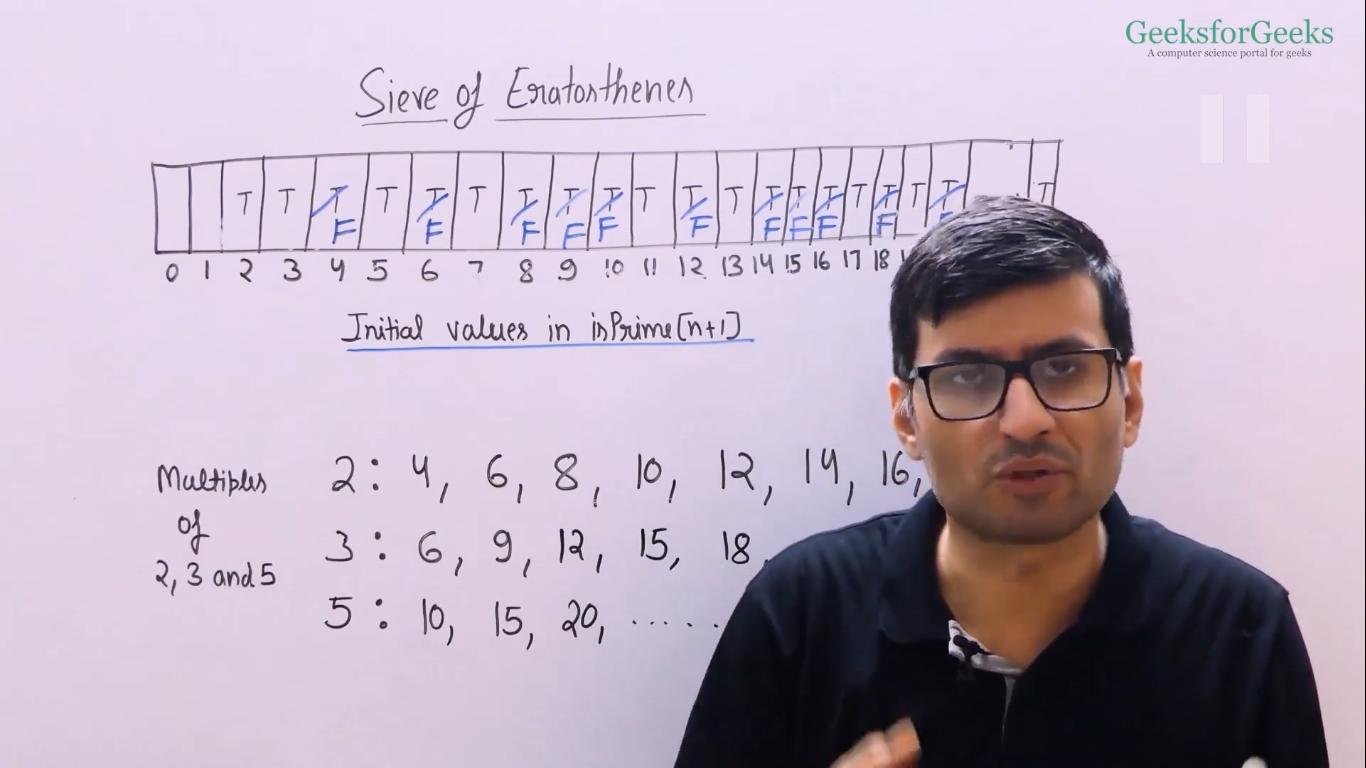 GeeksforGeeks
A computer science portal for geeks
Sieve of Eratosthenes
T T T T T T T T T T T T T T T T T T T T
F F F F F F F F F F F
0 1 2 3 4 5 6 7 8 9 10 11 12 13 14 15 16 17 18
Initial values in isPrime[n+1]
Multiples
of
2, 3 and 5
2: 4, 6, 8, 10, 12, 14, 16,
3: 6, 9, 12, 15, 18
5: 10, 15, 20, ......